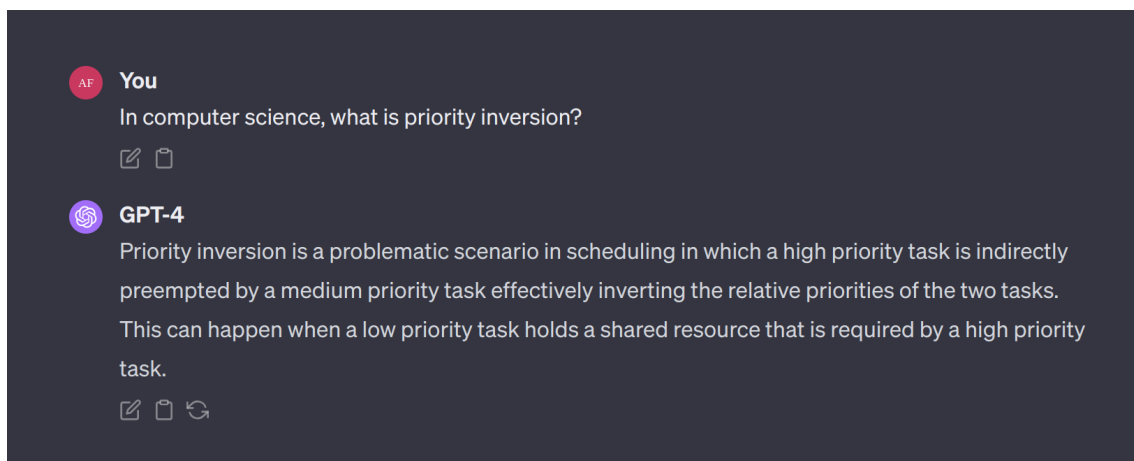 AF
You
In computer science, what is priority inversion?
GPT-4
Priority inversion is a problematic scenario in scheduling in which a high priority task is indirectly
preempted by a medium priority task effectively inverting the relative priorities of the two tasks.
This can happen when a low priority task holds a shared resource that is required by a high priority
task.